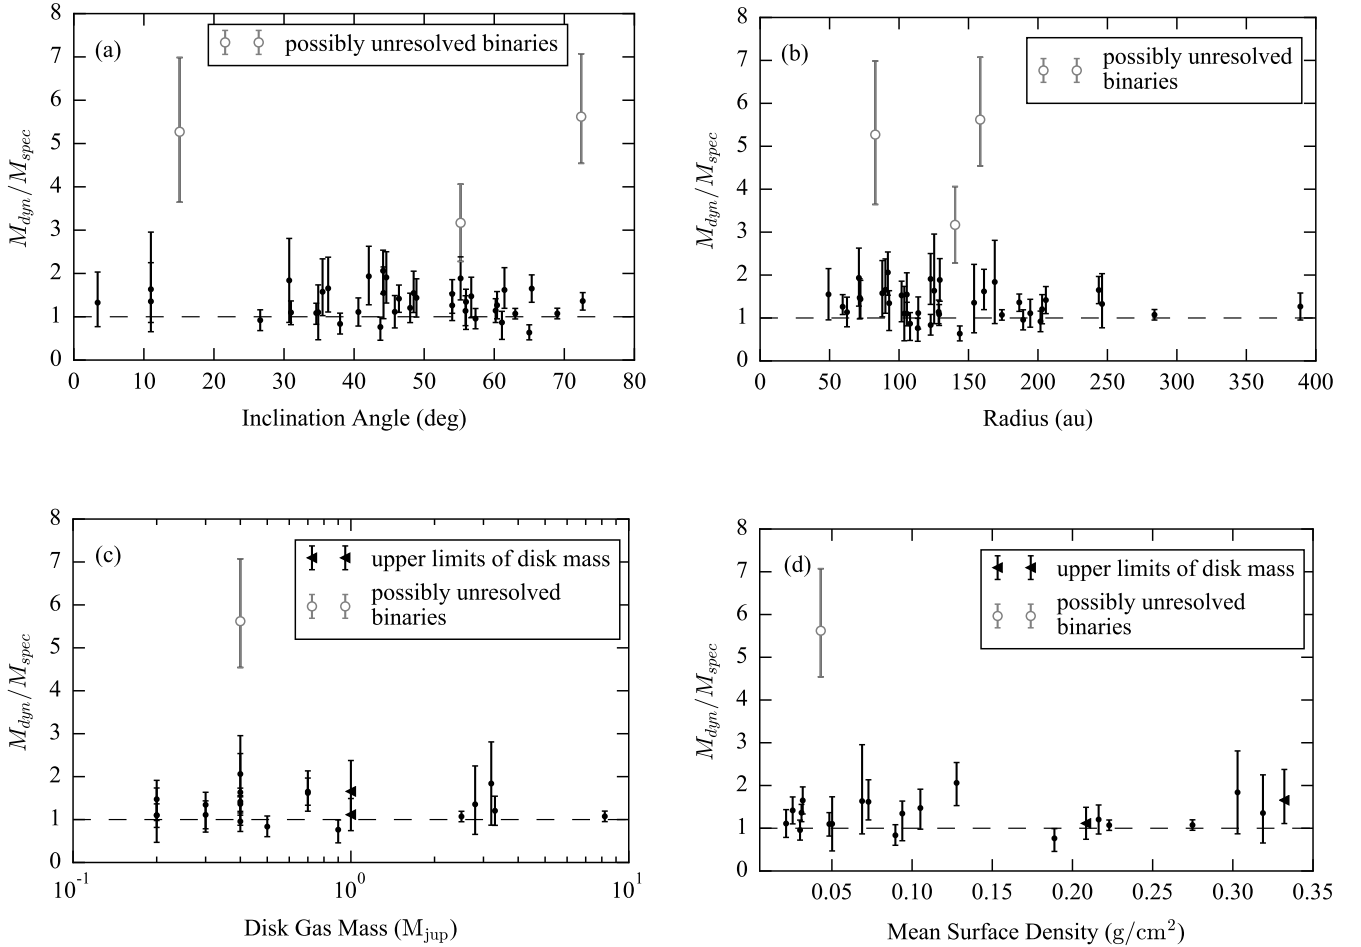 (a)
possibly unresolved binaries
8
7
6
5
4
3
2
1
0
M_dyn/M_spec
0 10 20 30 40 50 60 70 80
Inclination Angle (deg)
(b)
possibly unresolved
binaries
8
7
6
5
4
3
2
1
0
M_dyn/M_spec
0 50 100 150 200 250 300 350 400
Radius (au)
(c)
upper limits of disk mass
possibly unresolved
binaries
8
7
6
5
4
3
2
1
0
M_dyn/M_spec
10^-1 10^0 10^1
Disk Gas Mass (M_jup)
(d)
upper limits of disk mass
possibly unresolved
binaries
8
7
6
5
4
3
2
1
0
M_dyn/M_spec
0.05 0.10 0.15 0.20 0.25 0.30 0.35
Mean Surface Density (g/cm²)